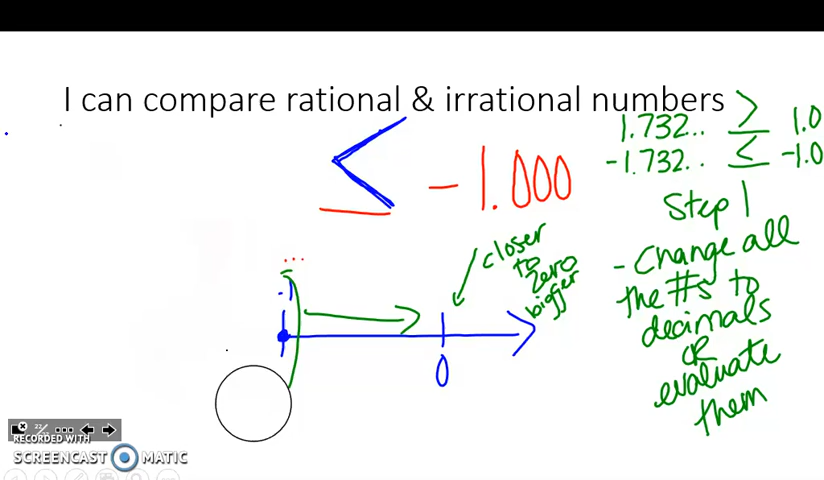 I can compare rational & irrational numbers
1.732.. ≥ 1.0
-1.732.. ≤ -1.0
≤ -1.000
Step 1
- Change all
the #s to
decimals
OR
evaluate
them
closer
to
zero
bigger
...
-1
0
RECORDED WITH
SCREENCAST MATIC